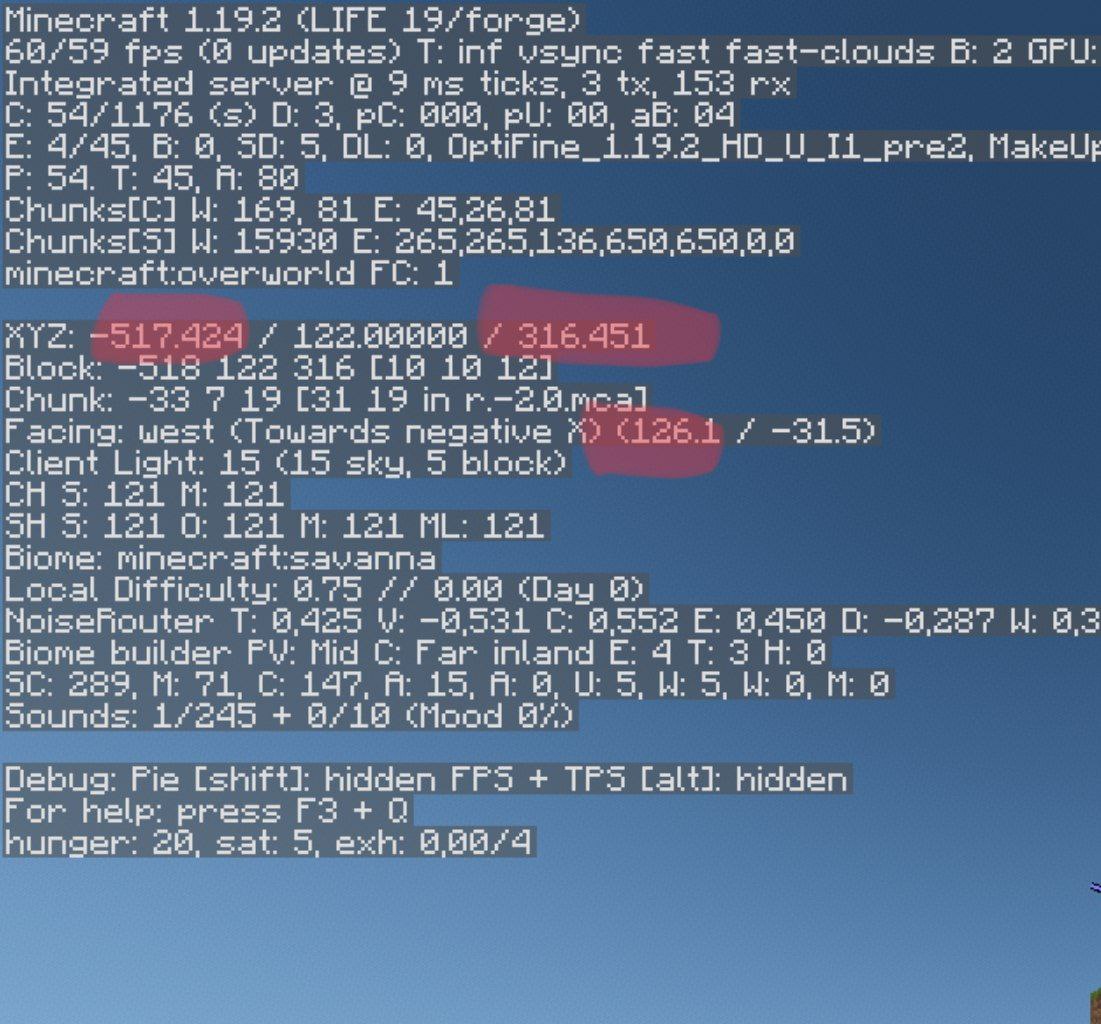 Minecraft 1.19.2 (LIFE 19/forge)
60/59 fps (0 updates) T: inf vsync fast fast-clouds B: 2 GPU:
Integrated server @ 9 ms ticks, 3 tx, 153 rx
C: 54/1176 (s) D: 3, pC: 000, pU: 00, aB: 04
E: 4/45, B: 0, SD: 5, DL: 0, OptiFine_1.19.2_HD_U_I1_pre2, MakeUp
P: 54. T: 45, A: 80
Chunks[C] W: 169, 81 E: 45,26,81
Chunks[S] W: 15930 E: 265,265,136,650,650,0,0
minecraft:overworld FC: 1
XYZ: -517.424 / 122.00000 / 316.451
Block: -518 122 316 [10 10 12]
Chunk: -33 7 19 [31 19 in r.-2.0.mca]
Facing: west (Towards negative X) (126.1 / -31.5)
Client Light: 15 (15 sky, 5 block)
CH S: 121 M: 121
SH S: 121 O: 121 M: 121 ML: 121
Biome: minecraft:savanna
Local Difficulty: 0.75 // 0.00 (Day 0)
NoiseRouter T: 0,425 V: -0,531 C: 0,552 E: 0,450 D: -0,287 W: 0,3
Biome builder PV: Mid C: Far inland E: 4 T: 3 H: 0
SC: 289, M: 71, C: 147, A: 15, A: 0, U: 5, W: 5, W: 0, M: 0
Sounds: 1/245 + 0/10 (Mood 0%)
Debug: Pie [shift]: hidden FPS + TPS [alt]: hidden
For help: press F3 + Q
hunger: 20, sat: 5, exh: 0,00/4